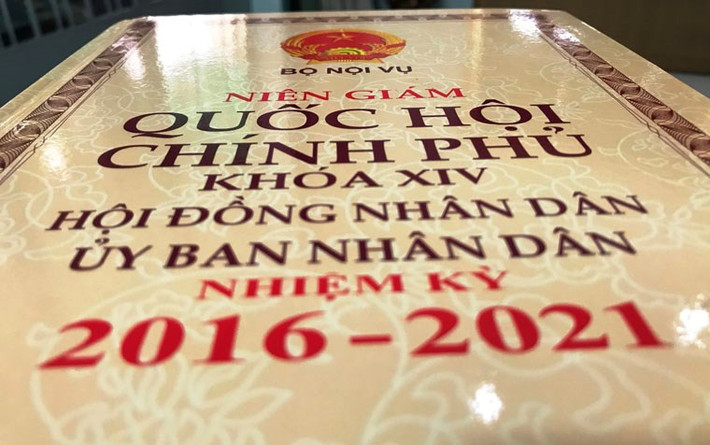 BỘ NỘI VỤ
NIÊN GIÁM
QUỐC HỘI
CHÍNH PHỦ
KHÓA XIV
HỘI ĐỒNG NHÂN DÂN
ỦY BAN NHÂN DÂN
NHIỆM KỲ
2016-2021